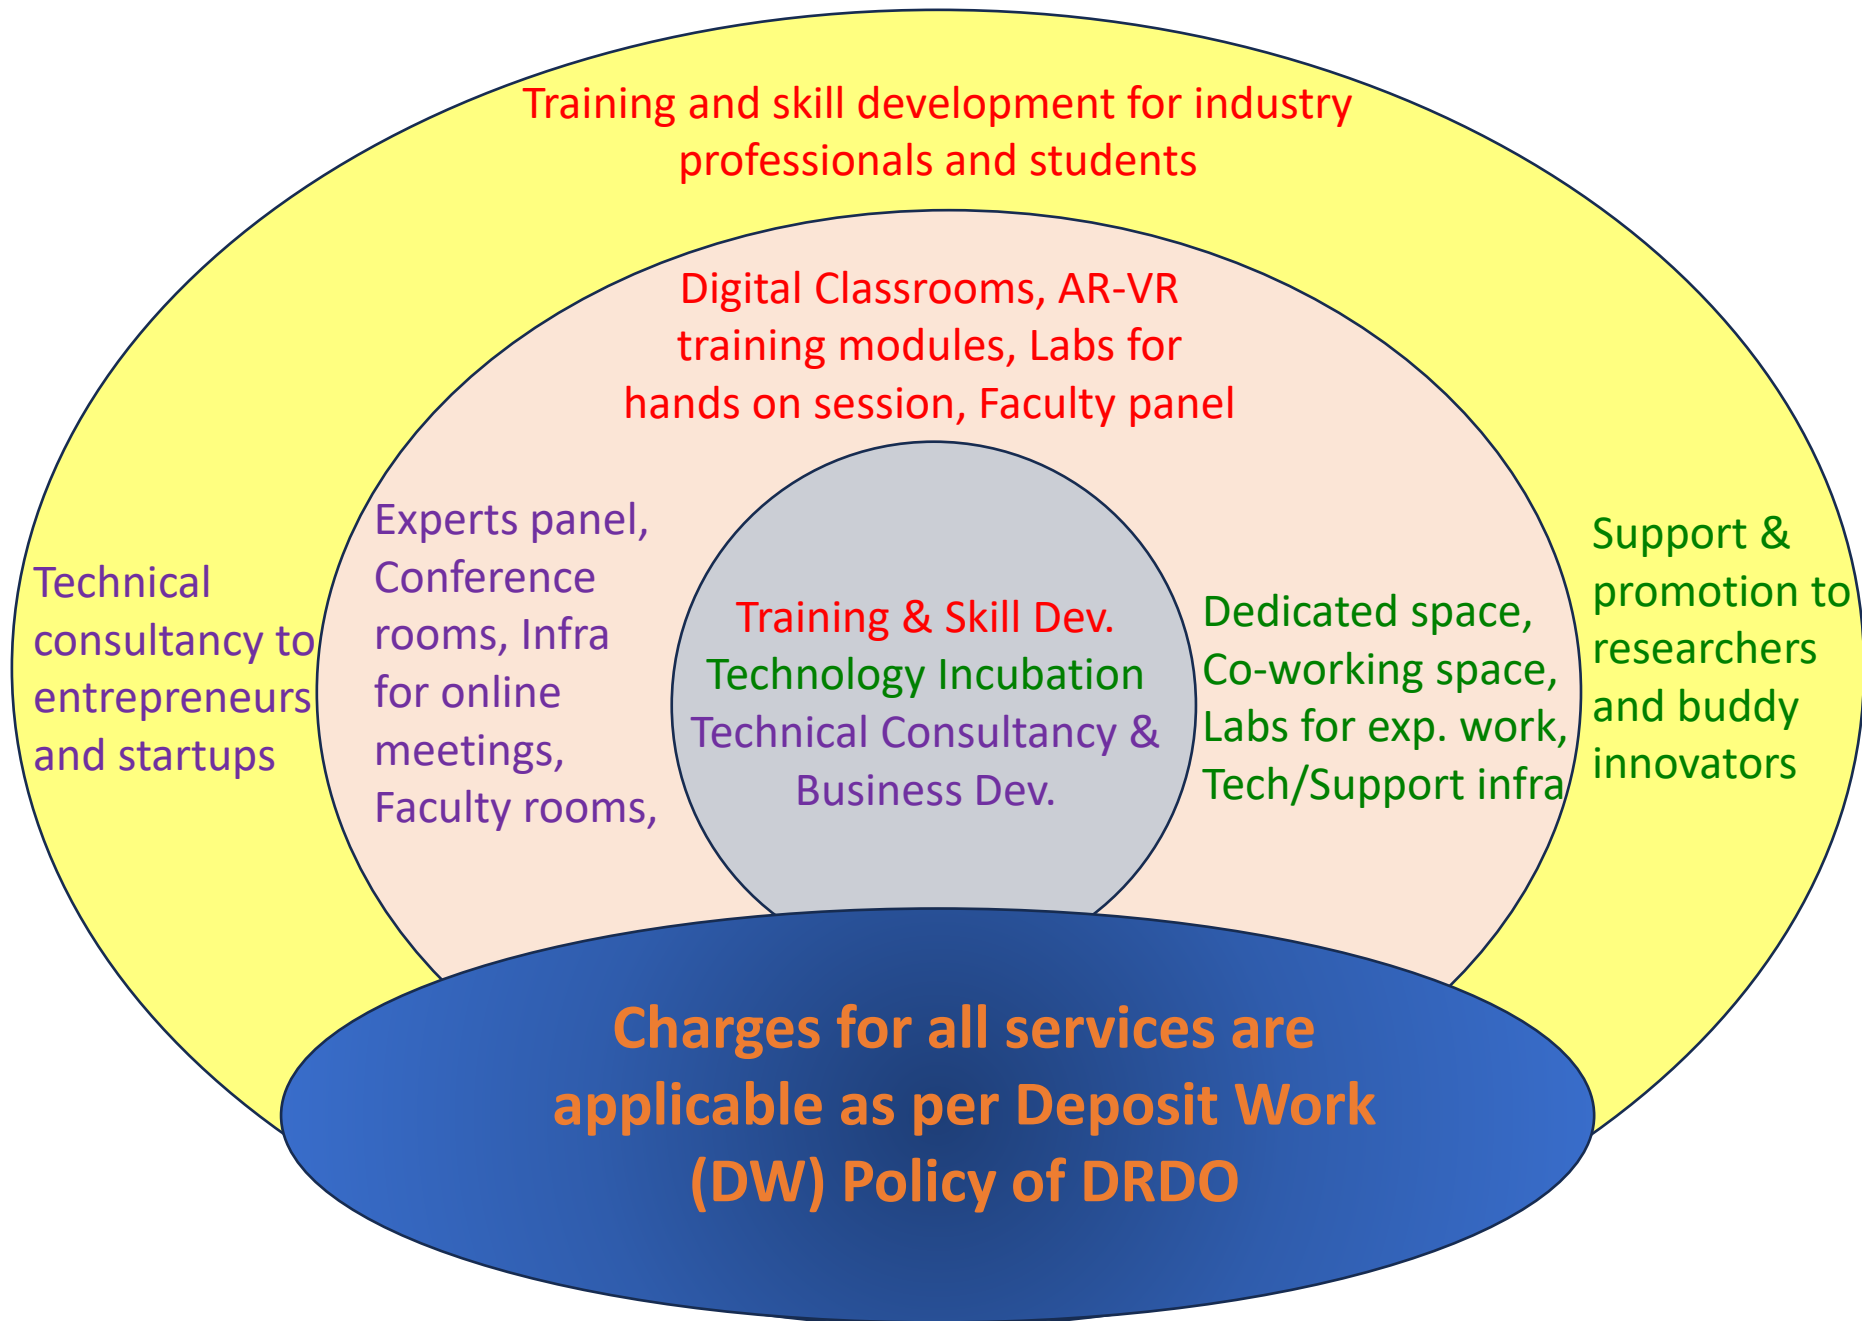 Training and skill development for industry
professionals and students
Digital Classrooms, AR-VR
training modules, Labs for
hands on session, Faculty panel
Technical
consultancy to
entrepreneurs
and startups
Experts panel,
Conference
rooms, Infra
for online
meetings,
Faculty rooms,
Training & Skill Dev.
Technology Incubation
Technical Consultancy &
Business Dev.
Dedicated space,
Co-working space,
Labs for exp. work,
Tech/Support infra
Support &
promotion to
researchers
and buddy
innovators
Charges for all services are
applicable as per Deposit Work
(DW) Policy of DRDO